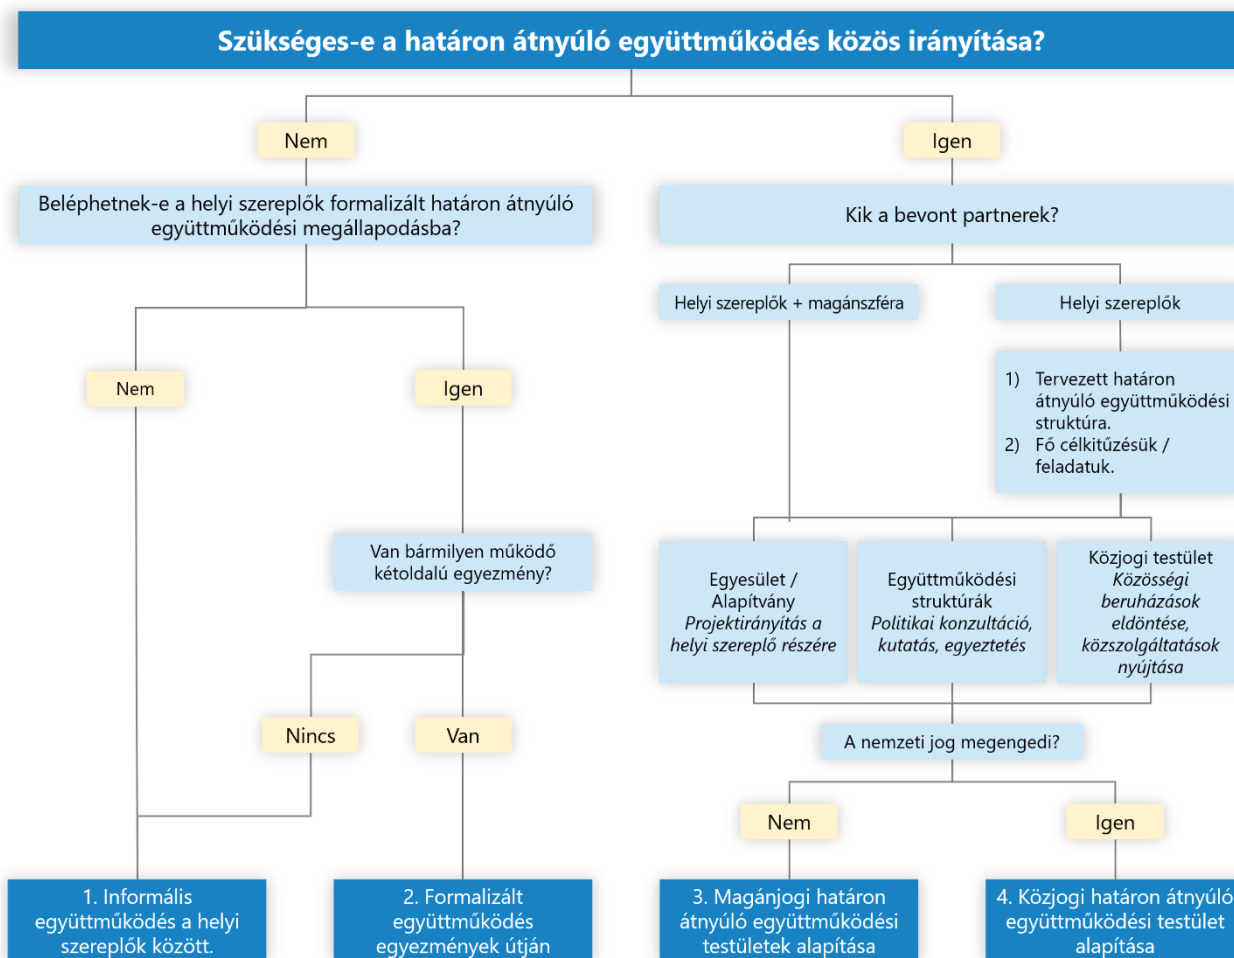 Szükséges-e a határon átnyúló együttműködés közös irányítása?
Nem
Igen
Beléphetnek-e a helyi szereplők formalizált határon átnyúló
együttműködési megállapodásba?
Kik a bevont partnerek?
Helyi szereplők + magánszféra
Helyi szereplők
Nem
Igen
1) Tervezett határon
átnyúló együttműködési
struktúra.
2) Fő célkitűzésük /
feladatuk.
Van bármilyen működő
kétoldalú egyezmény?
Egyesület /
Alapítvány
Projektirányítás a
helyi szereplő részére
Együttműködési
struktúrák
Politikai konzultáció,
kutatás, egyeztetés
Közjogi testület
Közösségi
beruházások
eldöntése,
közszolgáltatások
nyújtása
Nincs
Van
A nemzeti jog megengedi?
Nem
Igen
1. Informális
együttműködés a helyi
szereplők között.
2. Formalizált
együttműködés
egyezmények útján
3. Magánjogi határon
átnyúló együttműködési
testületek alapítása
4. Közjogi határon átnyúló
együttműködési testület
alapítása